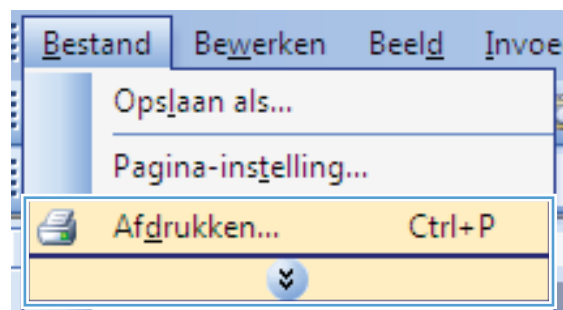 Bestand Bewerken Beeld Invoe
Opslaan als...
Pagina-instelling...
Afdrukken... Ctrl+P